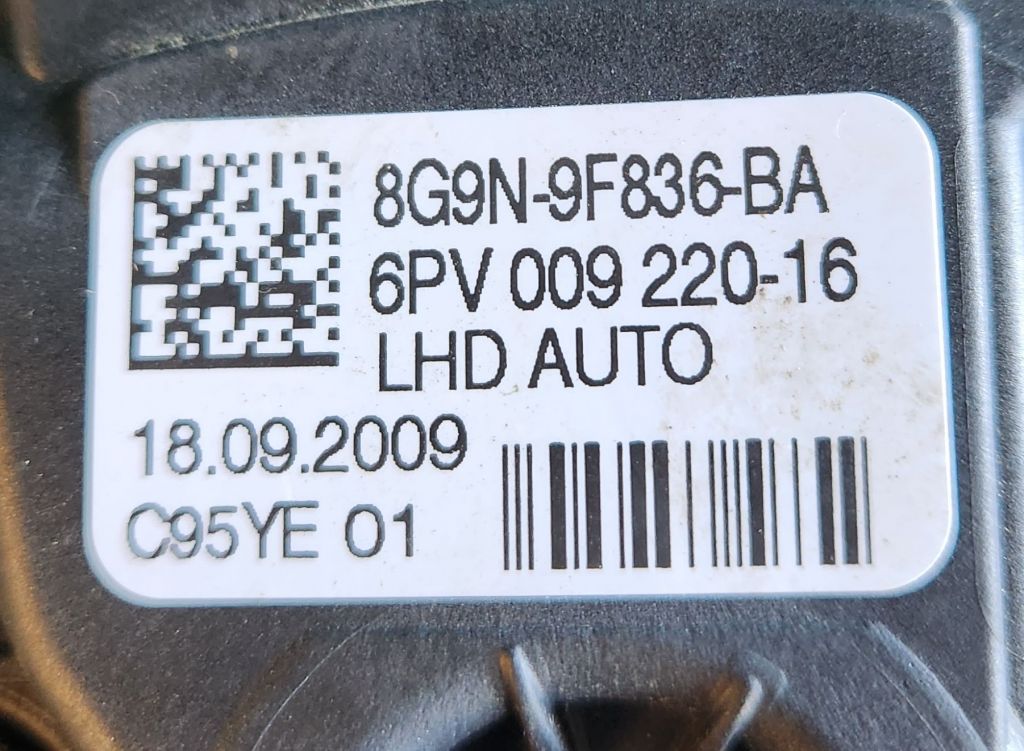 8G9N-9F836-BA
6PV 009 220-16
LHD AUTO
18.09.2009
C95YE 01